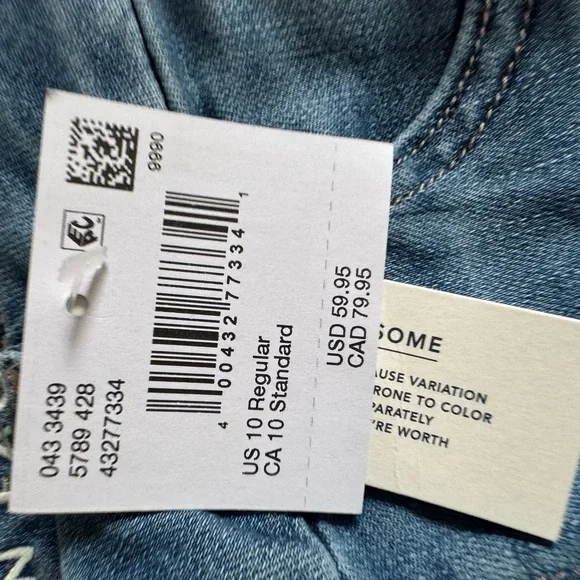 9990
EC
043 3439
5789 428
43277334
4 00432 77334 1
US 10 Regular
CA 10 Standard
USD 59.95
CAD 79.95
SOME
AUSE VARIATION
RONE TO COLOR
PARATELY
'RE WORTH